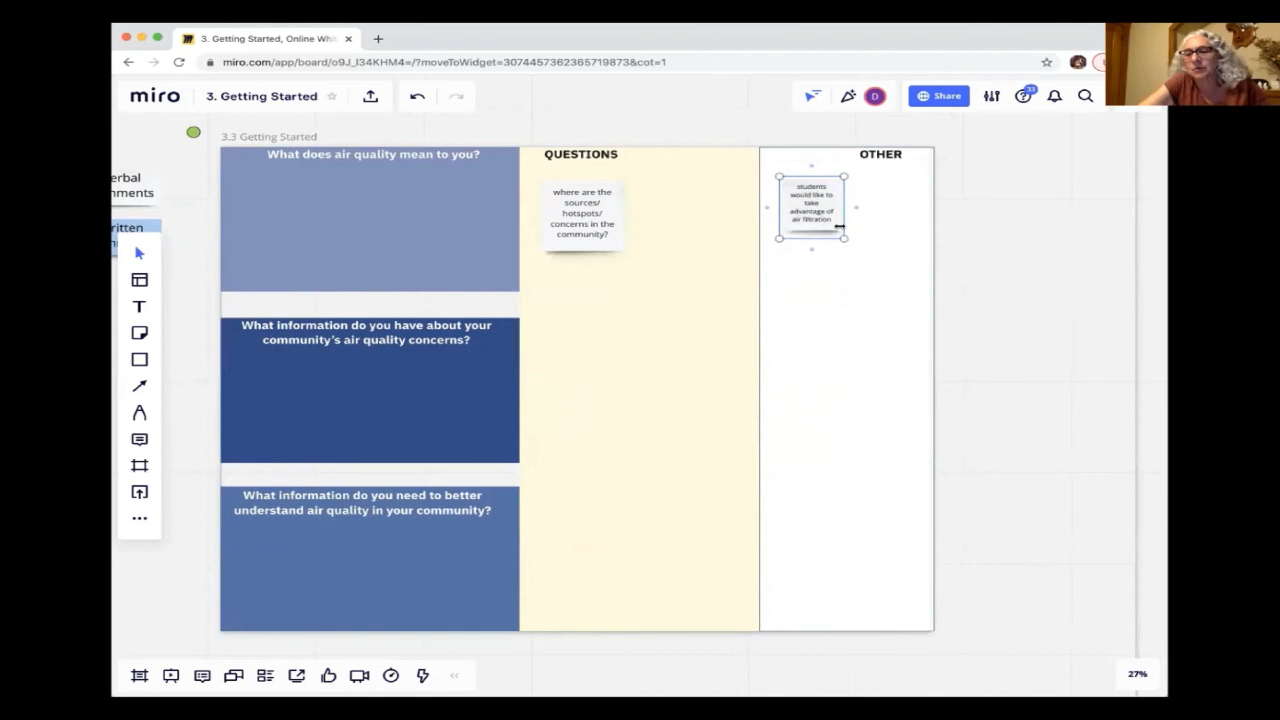 3. Getting Started, Online Whi
miro.com/app/board/o9J_l34KHM4=/?moveToWidget=3074457362365719873&cot=1
miro
3. Getting Started
D
Share
33
3.3 Getting Started
erbal
nments
ritten
What does air quality mean to you?
QUESTIONS
where are the
sources/
hotspots/
concerns in the
community?
OTHER
students
would like to
take
advantage of
air filtration
What information do you have about your
community's air quality concerns?
What information do you need to better
understand air quality in your community?
27%